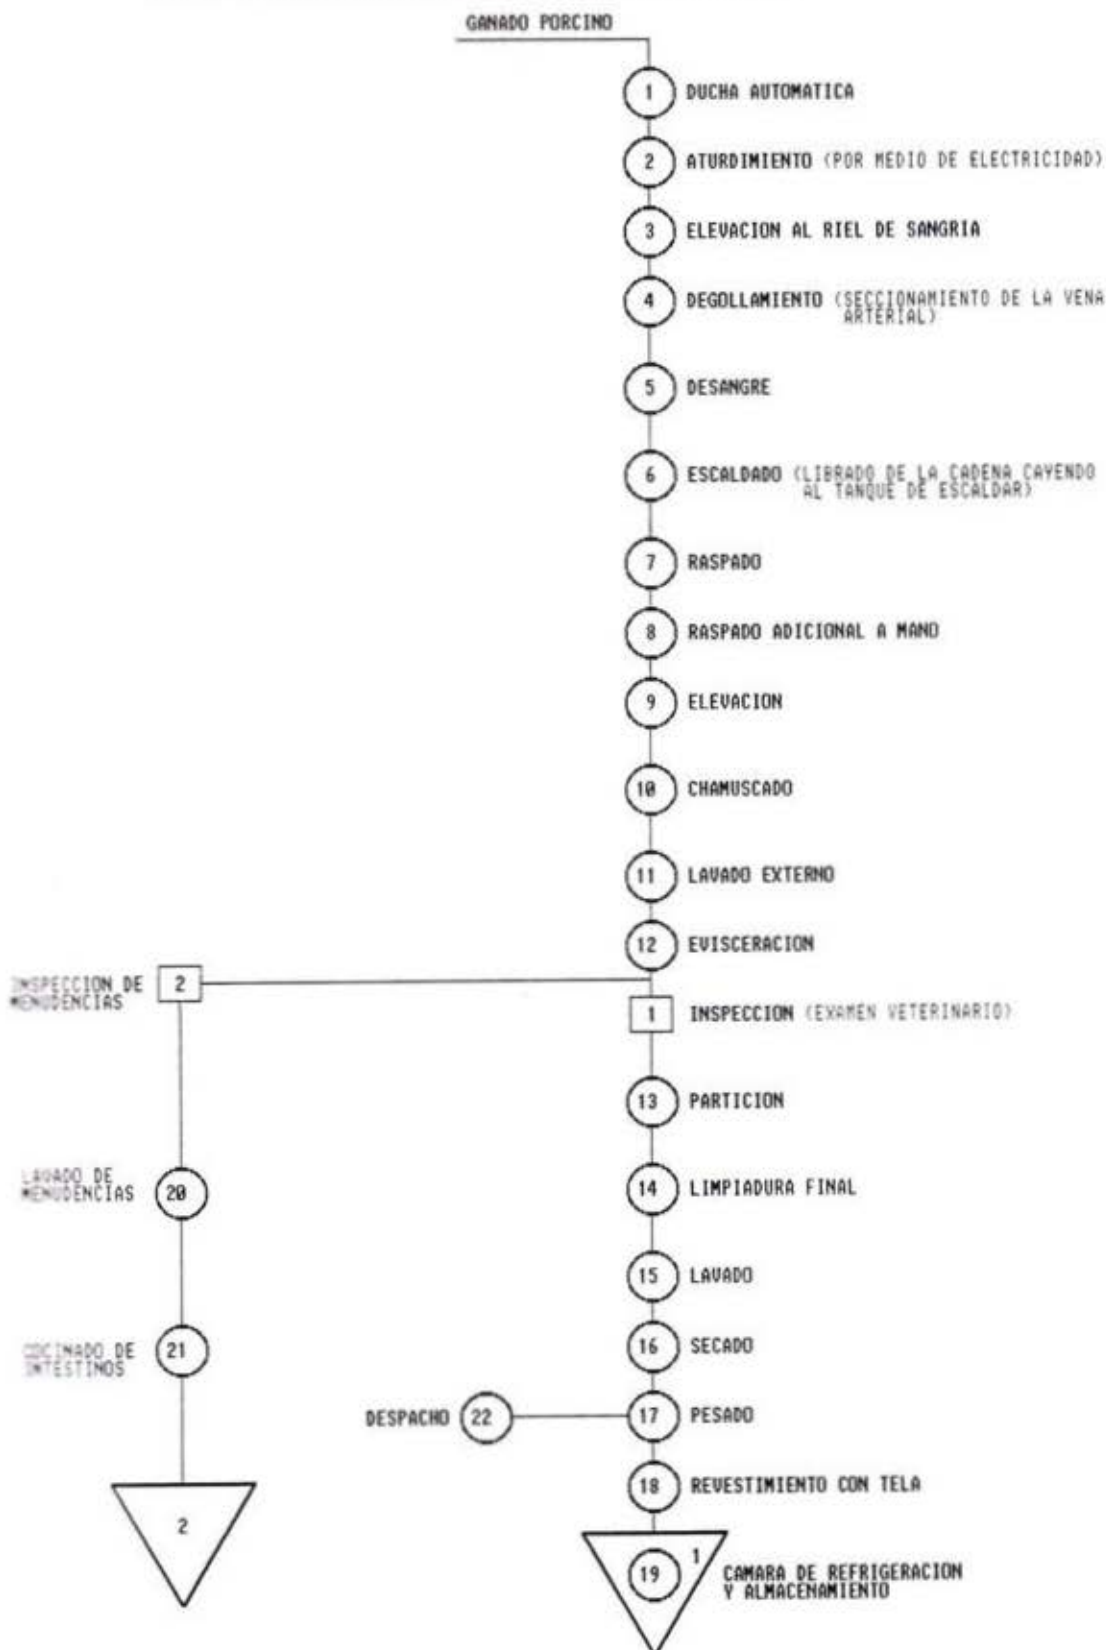 GANADO PORCINO
1 DUCHA AUTOMATICA
2 ATURDIMIENTO (POR MEDIO DE ELECTRICIDAD)
3 ELEVACION AL RIEL DE SANGRIA
4 DEGOLLAMIENTO (SECCIONAMIENTO DE LA VENA
ARTERIAL)
5 DESANGRE
6 ESCALDADO (LIBRADO DE LA CADENA CAYENDO
AL TANQUE DE ESCALDAR)
7 RASPADO
8 RASPADO ADICIONAL A MANO
9 ELEVACION
10 CHAMUSCADO
11 LAVADO EXTERNO
12 EVISCERACION
INSPECCION DE
MENUDENCIAS
2
1 INSPECCION (EXAMEN VETERINARIO)
13 PARTICION
LAVADO DE
MENUDENCIAS
20
14 LIMPIADURA FINAL
15 LAVADO
COCINADO DE
INTESTINOS
21
16 SECADO
DESPACHO 22
17 PESADO
18 REVESTIMIENTO CON TELA
2
19 1 CAMARA DE REFRIGERACION
Y ALMACENAMIENTO